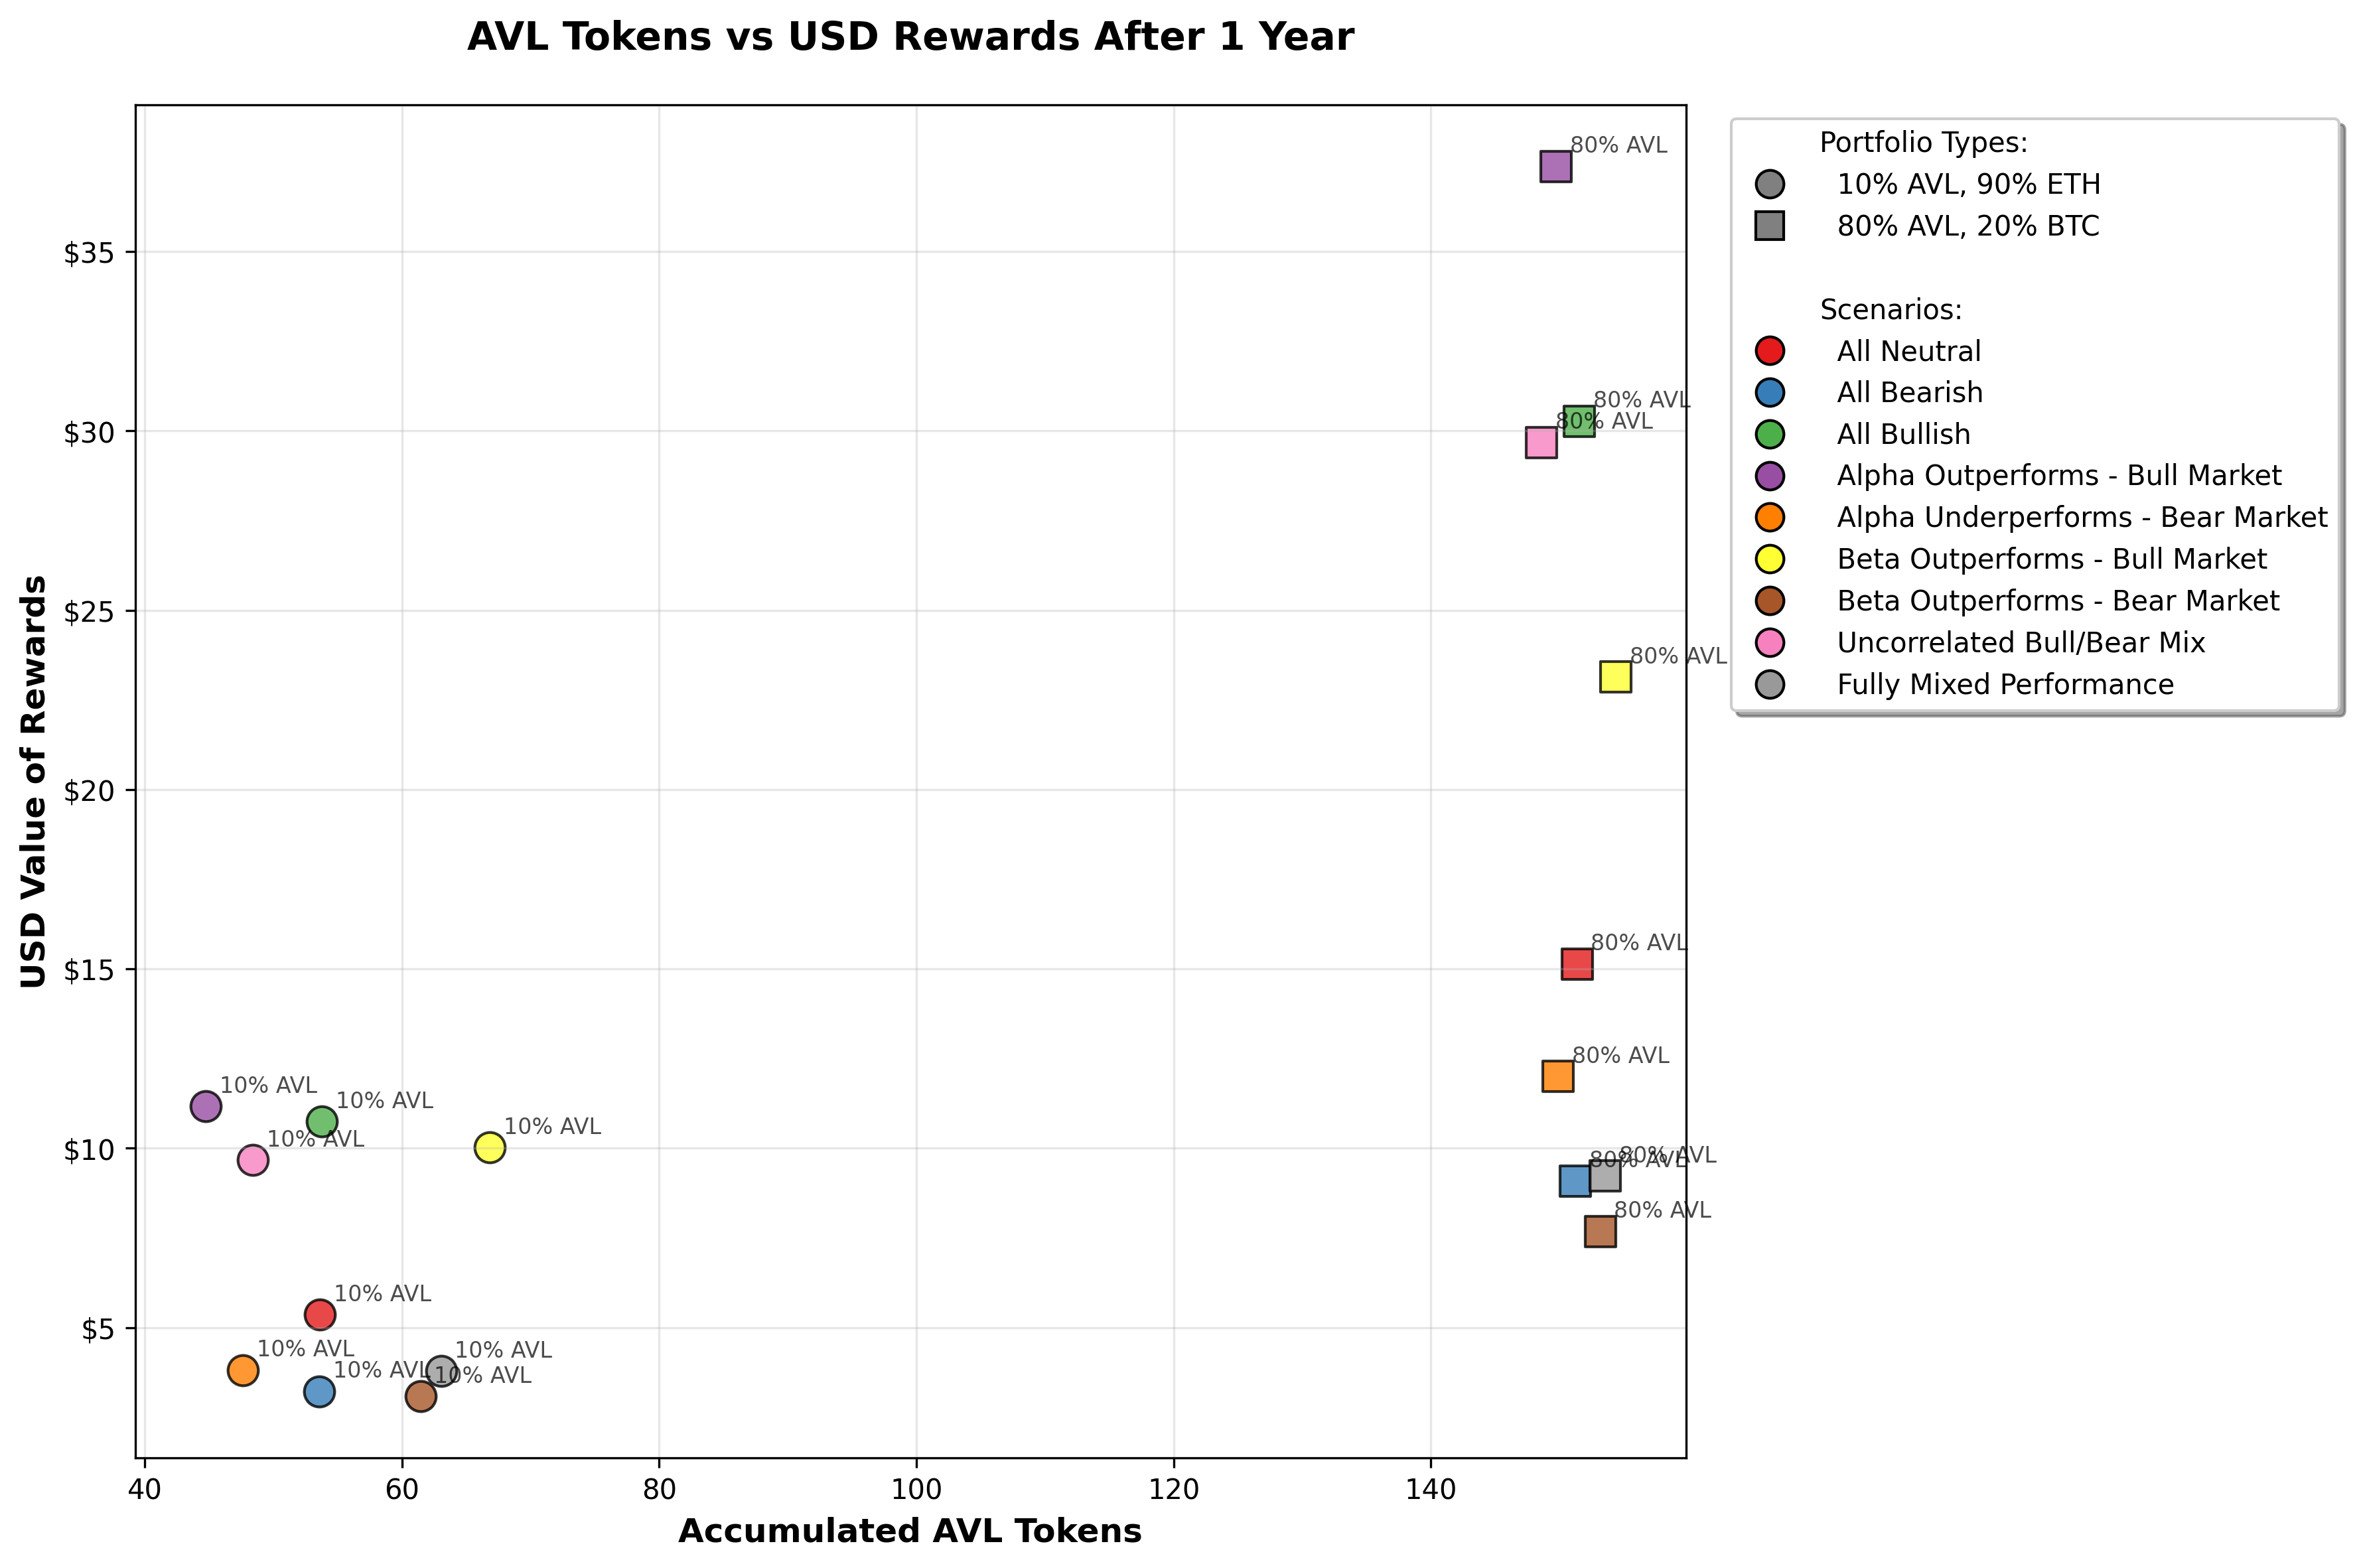 AVL Tokens vs USD Rewards After 1 Year
USD Value of Rewards
$35
$30
$25
$20
$15
$10
$5
80% AVL
80% AVL
80% AVL
80% AVL
80% AVL
80% AVL
80% AVL
80% AVL
80% AVL
10% AVL
10% AVL
10% AVL
10% AVL
10% AVL
10% AVL
10% AVL
10% AVL
10% AVL
40
60
80
100
120
140
Accumulated AVL Tokens
Portfolio Types:
10% AVL, 90% ETH
80% AVL, 20% BTC
Scenarios:
All Neutral
All Bearish
All Bullish
Alpha Outperforms - Bull Market
Alpha Underperforms - Bear Market
Beta Outperforms - Bull Market
Beta Outperforms - Bear Market
Uncorrelated Bull/Bear Mix
Fully Mixed Performance